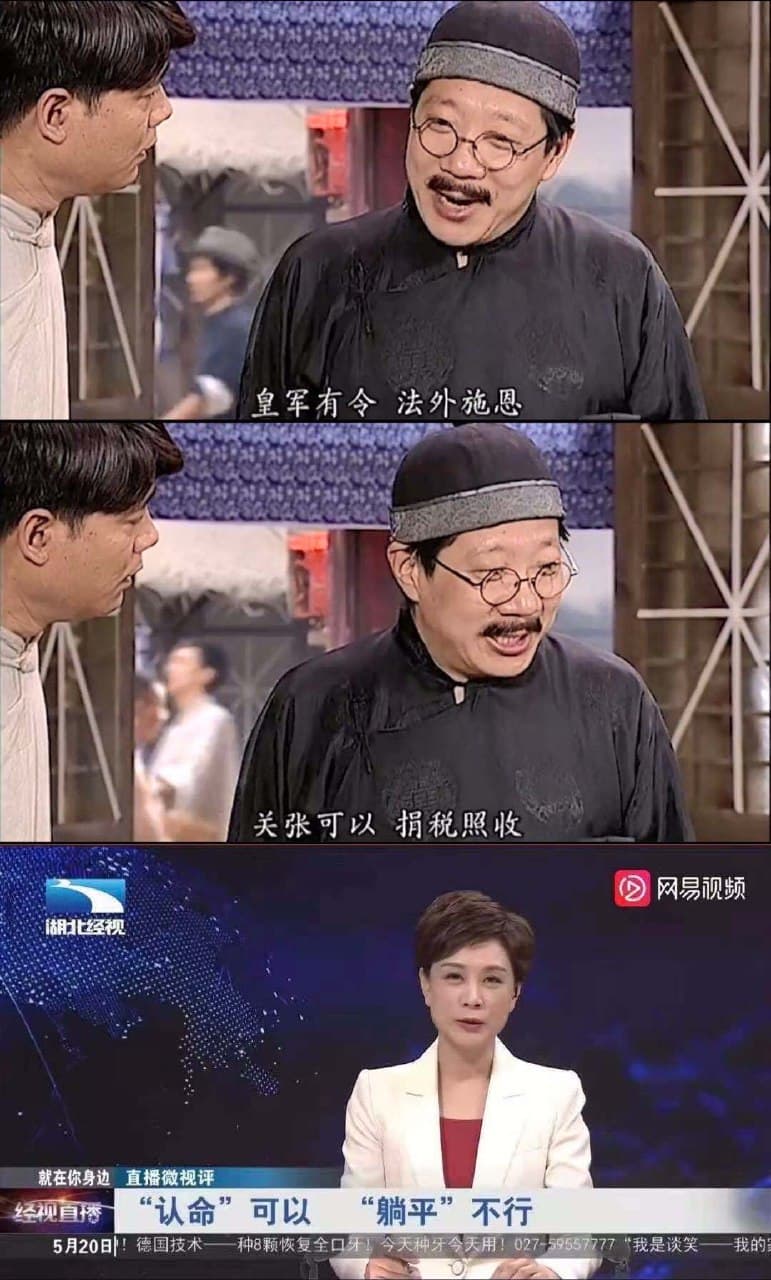 皇军有令 法外施恩
关张可以 捐税照收
湖北经视
网易视频
就在你身边 直播微视评
经视直播
“认命”可以 “躺平”不行
5月20日 ！德国技术——种8颗恢复全口牙！今天种牙今天用！027-59557777 “我是谈笑——我的